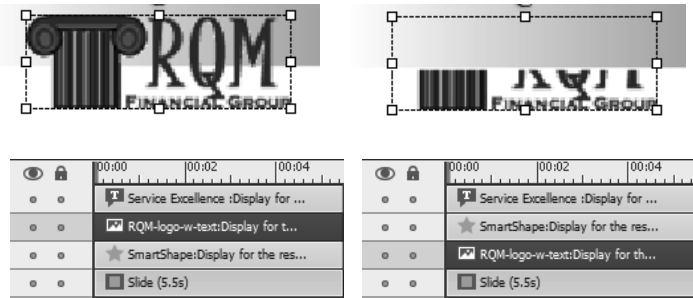 RQM
FINANCIAL GROUP
FINANCIAL GROUP
00:00 00:02 00:04
Service Excellence :Display for ...
RQM-logo-w-text:Display for t...
SmartShape:Display for the res...
Slide (5.5s)
00:00 00:02 00:04
Service Excellence :Display for ...
SmartShape:Display for the res...
RQM-logo-w-text:Display for th...
Slide (5.5s)